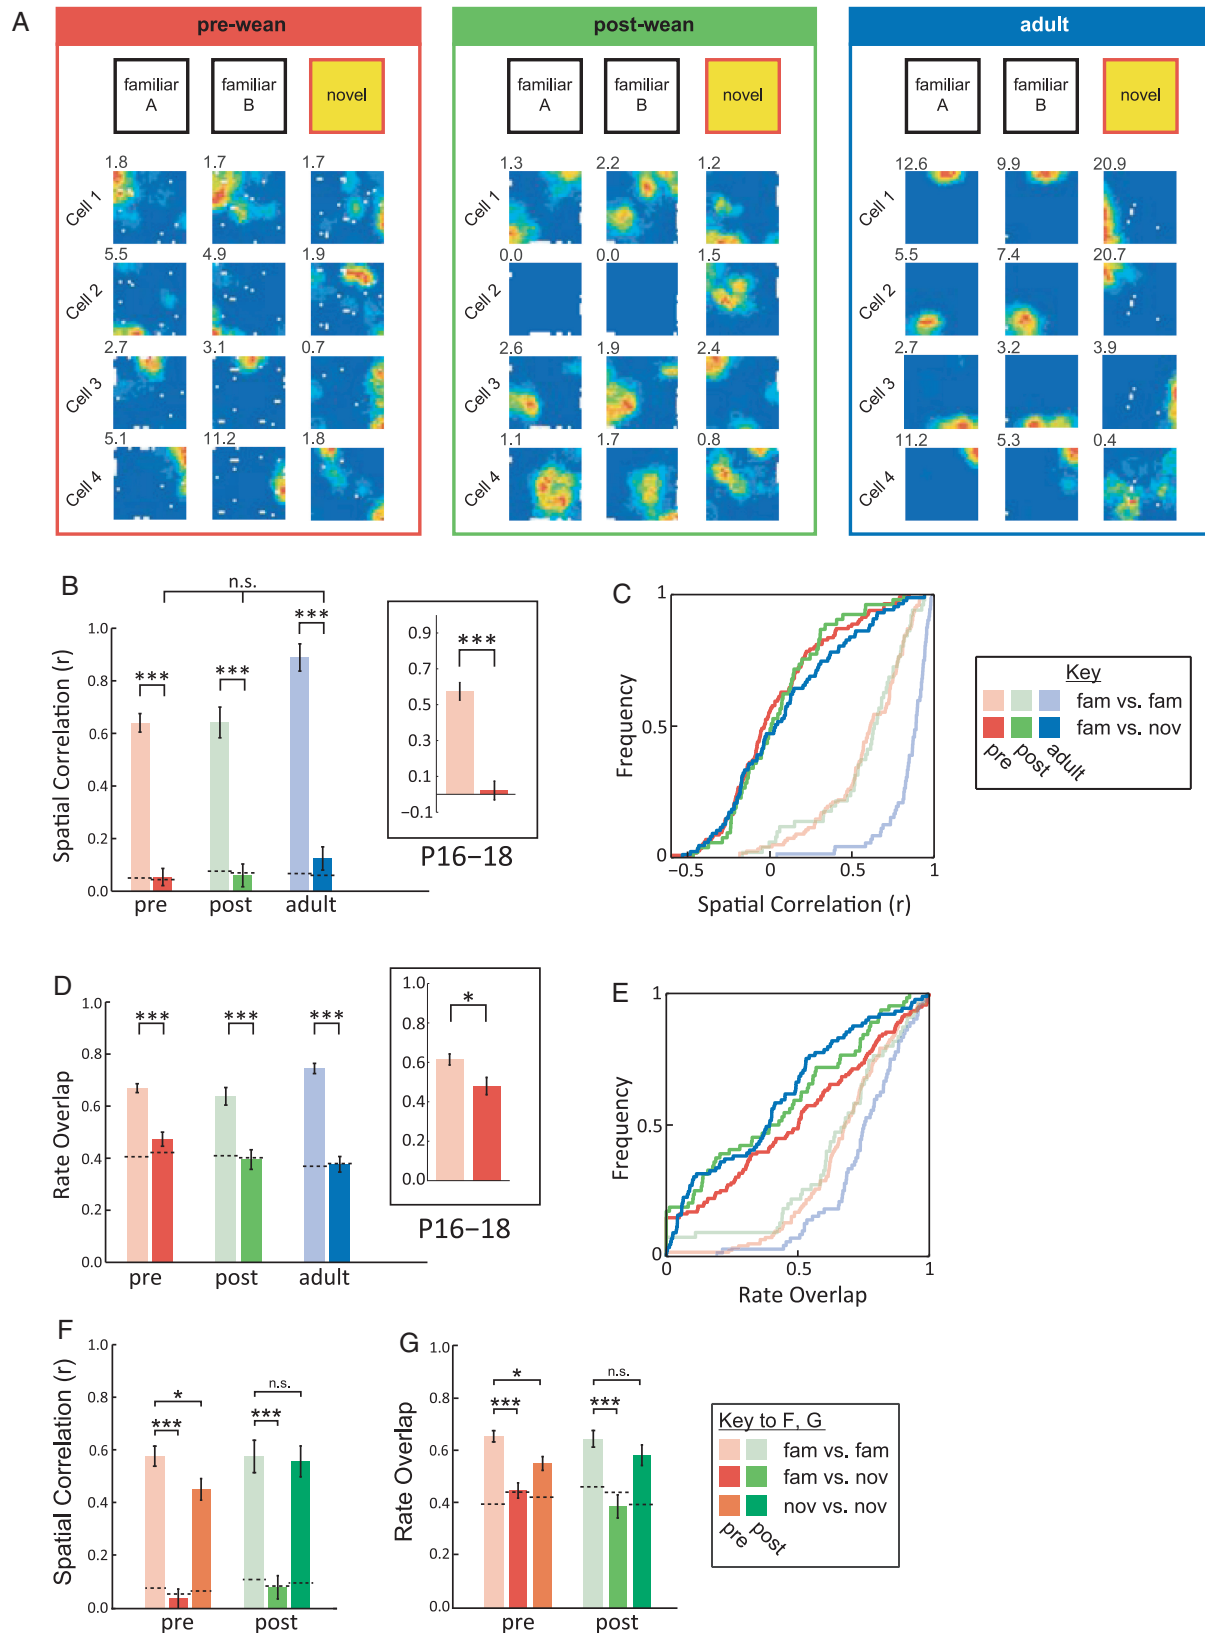 A
pre-wean
post-wean
adult
familiar A
familiar B
novel
familiar A
familiar B
novel
familiar A
familiar B
novel
Cell 1
1.8
1.7
1.7
Cell 1
1.3
2.2
1.2
Cell 1
12.6
9.9
20.9
Cell 2
5.5
4.9
1.9
Cell 2
0.0
0.0
1.5
Cell 2
5.5
7.4
20.7
Cell 3
2.7
3.1
0.7
Cell 3
2.6
1.9
2.4
Cell 3
2.7
3.2
3.9
Cell 4
5.1
11.2
1.8
Cell 4
1.1
1.7
0.8
Cell 4
11.2
5.3
0.4
B
n.s.
***
***
***
1.0
0.8
0.6
0.4
0.2
0.0
Spatial Correlation (r)
pre
post
adult
0.9
0.7
0.5
0.3
0.1
−0.1
***
P16−18
C
1
0.5
0
Frequency
−0.5
0
0.5
1
Spatial Correlation (r)
Key
fam vs. fam
fam vs. nov
pre
post
adult
D
1.0
0.8
0.6
0.4
0.2
0.0
Rate Overlap
***
***
***
pre
post
adult
1.0
0.8
0.6
0.4
0.2
0.0
*
P16−18
E
1
0.5
0
Frequency
0
0.5
1
Rate Overlap
F
1.0
0.8
0.6
0.4
0.2
0.0
Spatial Correlation (r)
*
***
n.s.
***
pre
post
G
1.0
0.8
0.6
0.4
0.2
0.0
Rate Overlap
*
***
n.s.
***
pre
post
Key to F, G
fam vs. fam
fam vs. nov
nov vs. nov
pre
post